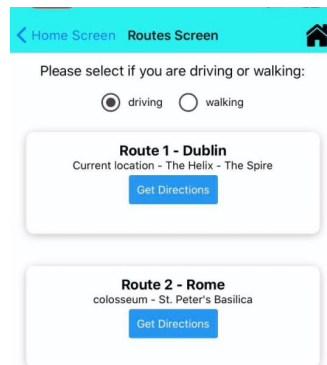 Home Screen Routes Screen
Please select if you are driving or walking:
driving walking
Route 1 - Dublin
Current location - The Helix - The Spire
Get Directions
Route 2 - Rome
colosseum - St. Peter's Basilica
Get Directions